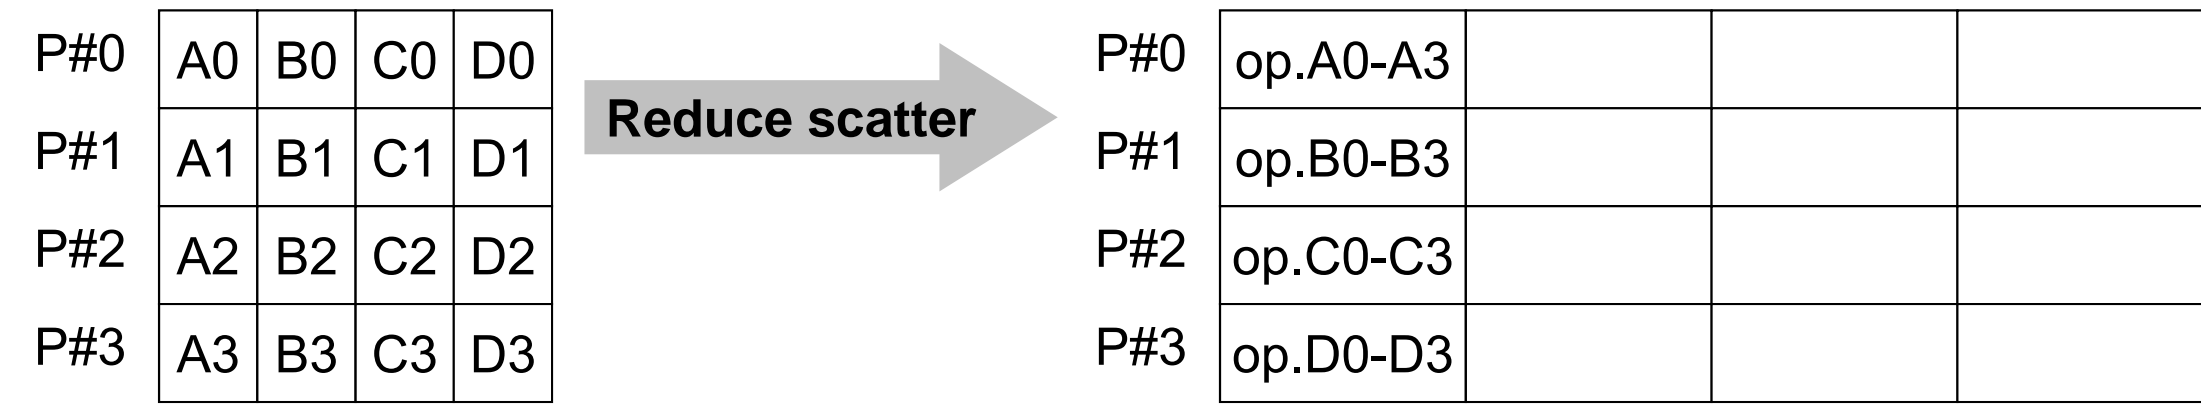 P#0 A0 B0 C0 D0 P#0 op.A0-A3
Reduce scatter
P#1 A1 B1 C1 D1 P#1 op.B0-B3
P#2 A2 B2 C2 D2 P#2 op.C0-C3
P#3 A3 B3 C3 D3 P#3 op.D0-D3